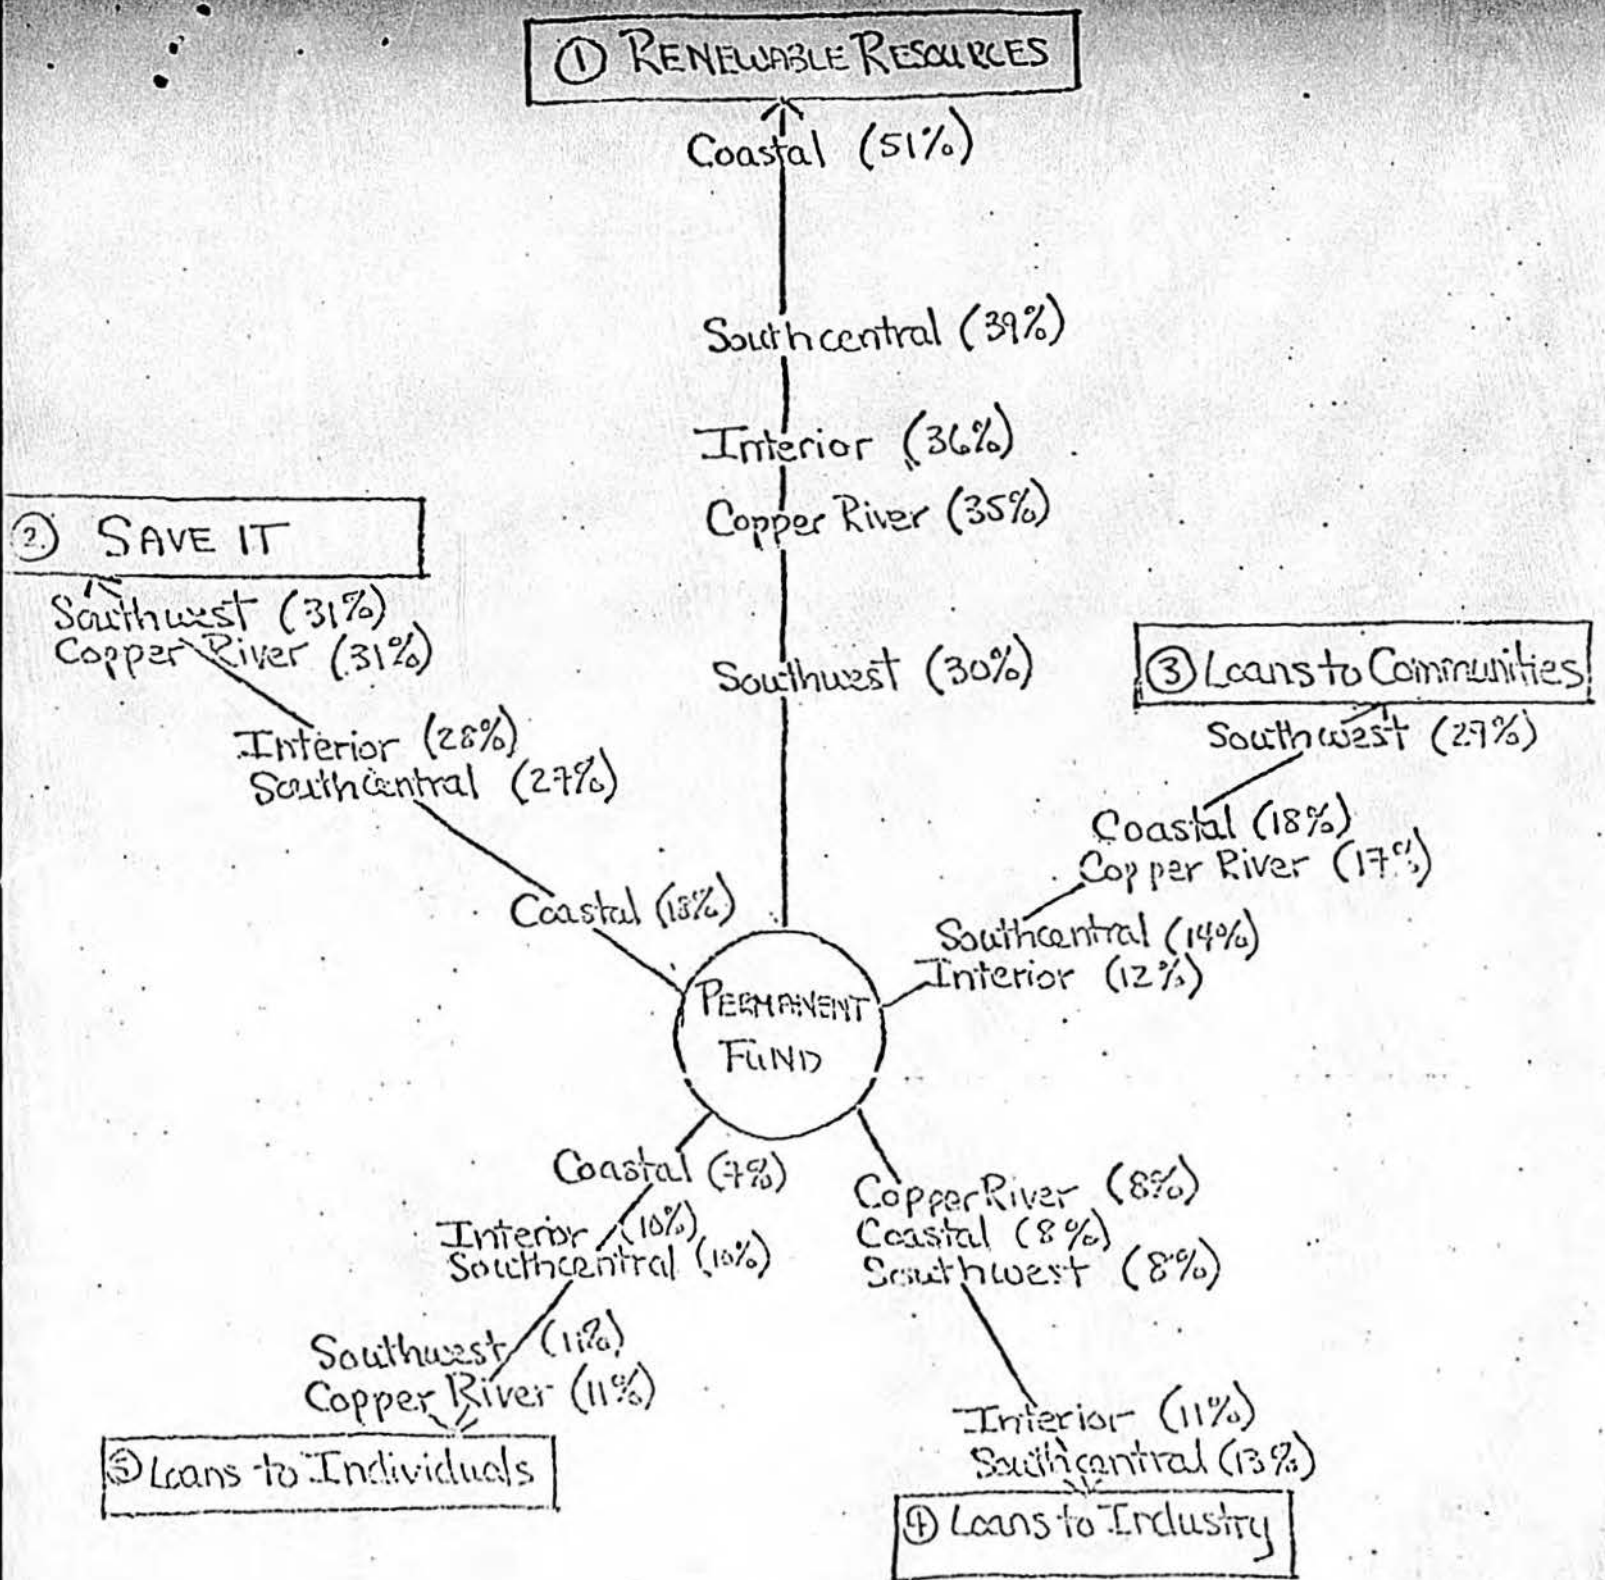 ① RENEWABLE RESOURCES
Coastal (51%)
Southcentral (39%)
Interior (36%)
Copper River (35%)
Southwest (30%)
② SAVE IT
Southwest (31%)
Copper River (31%)
Interior (28%)
Southcentral (27%)
Coastal (18%)
③ Loans to Communities
Southwest (27%)
Coastal (18%)
Copper River (17%)
Southcentral (14%)
Interior (12%)
PERMANENT
FUND
Coastal (7%)
Interior (10%)
Southcentral (10%)
Southwest (11%)
Copper River (11%)
⑤ Loans to Individuals
Copper River (8%)
Coastal (8%)
Southwest (8%)
Interior (11%)
Southcentral (13%)
④ Loans to Industry